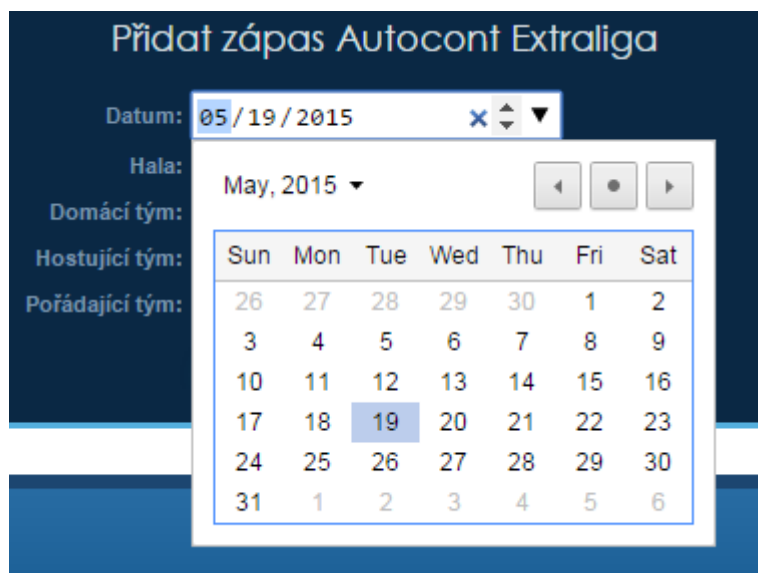 Přidat zápas Autocont Extraliga
Datum: 05/19/2015
Hala:
Domácí tým:
Hostující tým:
Pořádající tým:
May, 2015
Sun Mon Tue Wed Thu Fri Sat
26 27 28 29 30 1 2
3 4 5 6 7 8 9
10 11 12 13 14 15 16
17 18 19 20 21 22 23
24 25 26 27 28 29 30
31 1 2 3 4 5 6